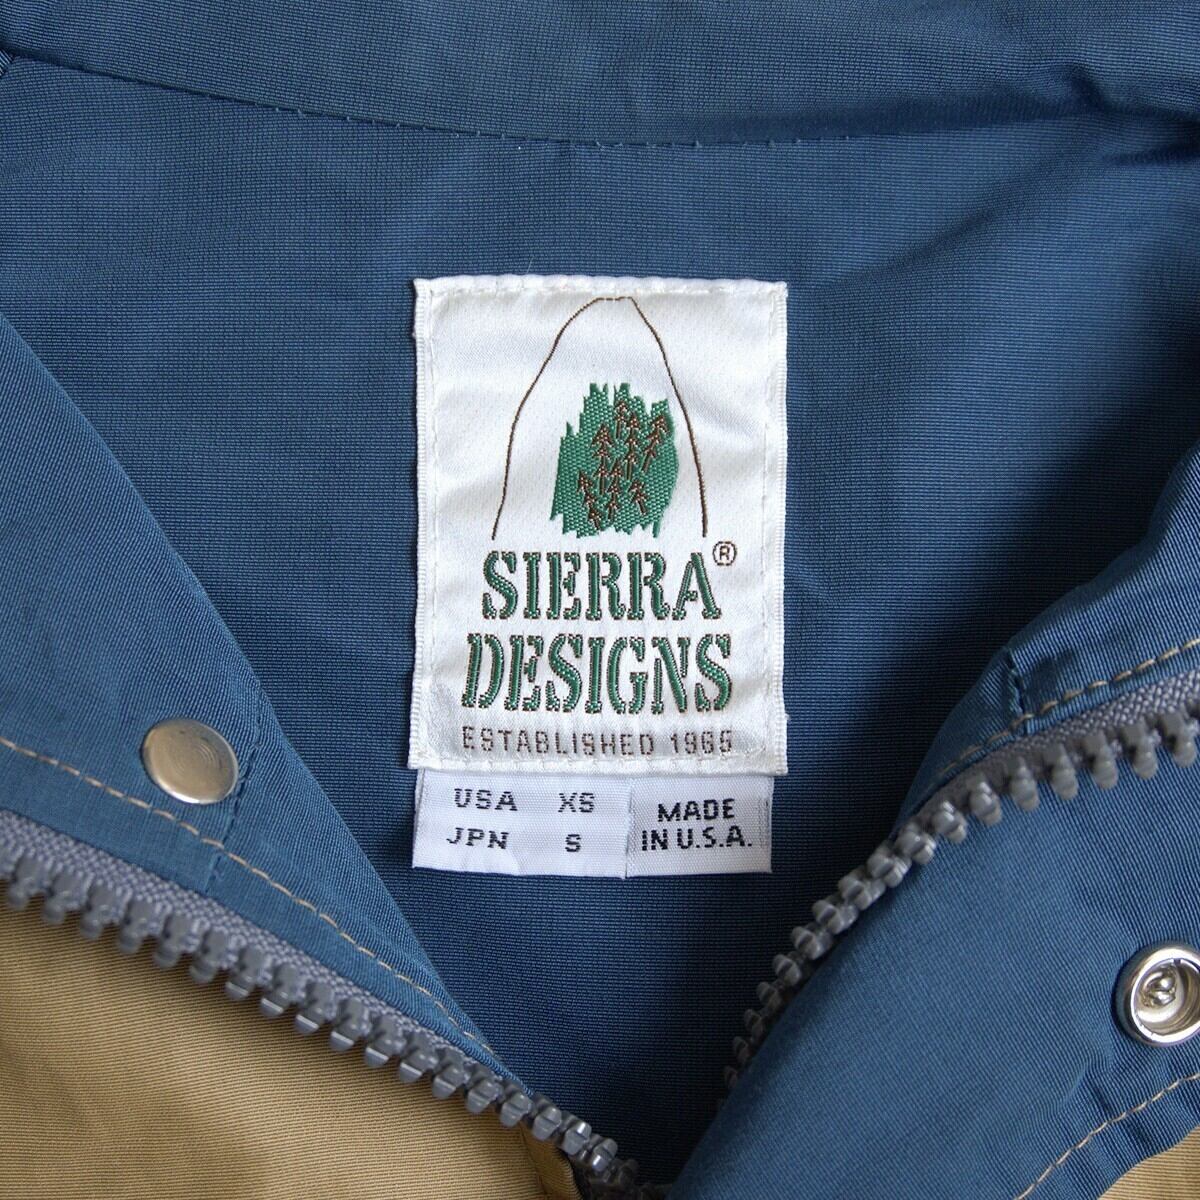 SIERRA®
DESIGNS
ESTABLISHED 1965
USA XS
JPN S
MADE
IN U.S.A.